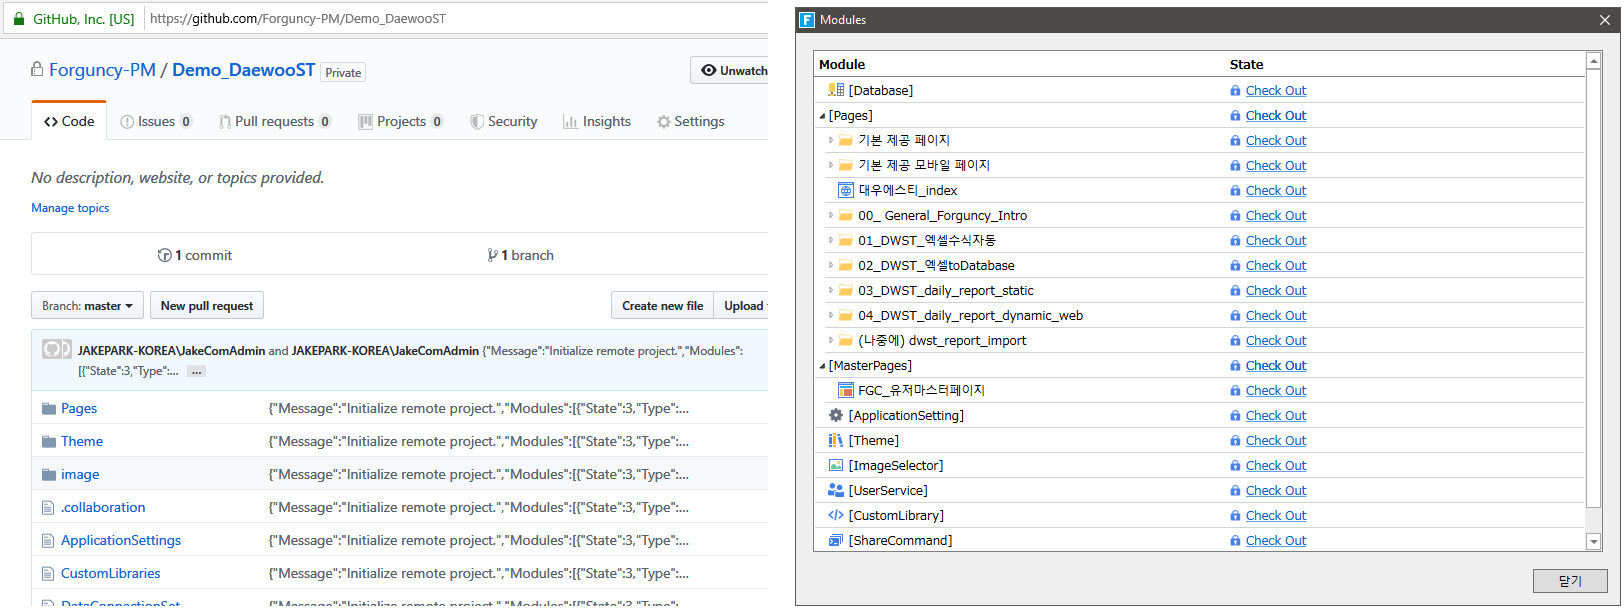 GitHub, Inc. [US] https://github.com/Forguncy-PM/Demo_DaewooST
Forguncy-PM / Demo_DaewooST Private
Unwatch
Code Issues 0 Pull requests 0 Projects 0 Security Insights Settings
No description, website, or topics provided.
Manage topics
1 commit 1 branch
Branch: master New pull request Create new file Upload
JAKEPARK-KOREA\JakeComAdmin and JAKEPARK-KOREA\JakeComAdmin {"Message":"Initialize remote project.","Modules":
[{"State":3,"Type":... ...
Pages {"Message":"Initialize remote project.","Modules":[{"State":3,"Type":...
Theme {"Message":"Initialize remote project.","Modules":[{"State":3,"Type":...
image {"Message":"Initialize remote project.","Modules":[{"State":3,"Type":...
.collaboration {"Message":"Initialize remote project.","Modules":[{"State":3,"Type":...
ApplicationSettings {"Message":"Initialize remote project.","Modules":[{"State":3,"Type":...
CustomLibraries {"Message":"Initialize remote project.","Modules":[{"State":3,"Type":...
DataConnectionSet {"Message":"Initialize remote project.","Modules":[{"State":3,"Type":...
F Modules
Module State
[Database] Check Out
[Pages] Check Out
기본 제공 페이지 Check Out
기본 제공 모바일 페이지 Check Out
대우에스티_index Check Out
00_ General_Forguncy_Intro Check Out
01_DWST_엑셀수식자동 Check Out
02_DWST_엑셀toDatabase Check Out
03_DWST_daily_report_static Check Out
04_DWST_daily_report_dynamic_web Check Out
(나중에) dwst_report_import Check Out
[MasterPages] Check Out
FGC_유저마스터페이지 Check Out
[ApplicationSetting] Check Out
[Theme] Check Out
[ImageSelector] Check Out
[UserService] Check Out
[CustomLibrary] Check Out
[ShareCommand] Check Out
닫기